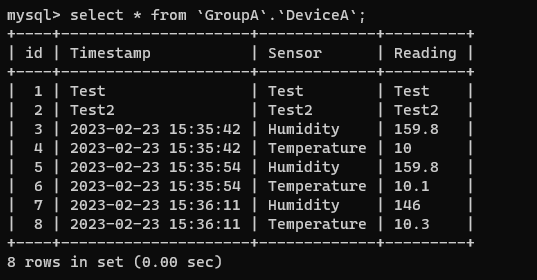 mysql> select * from `GroupA`.`DeviceA`;
+----+---------------------+-------------+---------+
| id | Timestamp           | Sensor      | Reading |
+----+---------------------+-------------+---------+
|  1 | Test                | Test        | Test    |
|  2 | Test2               | Test2       | Test2   |
|  3 | 2023-02-23 15:35:42 | Humidity    | 159.8   |
|  4 | 2023-02-23 15:35:42 | Temperature | 10      |
|  5 | 2023-02-23 15:35:54 | Humidity    | 159.8   |
|  6 | 2023-02-23 15:35:54 | Temperature | 10.1    |
|  7 | 2023-02-23 15:36:11 | Humidity    | 146     |
|  8 | 2023-02-23 15:36:11 | Temperature | 10.3    |
+----+---------------------+-------------+---------+
8 rows in set (0.00 sec)